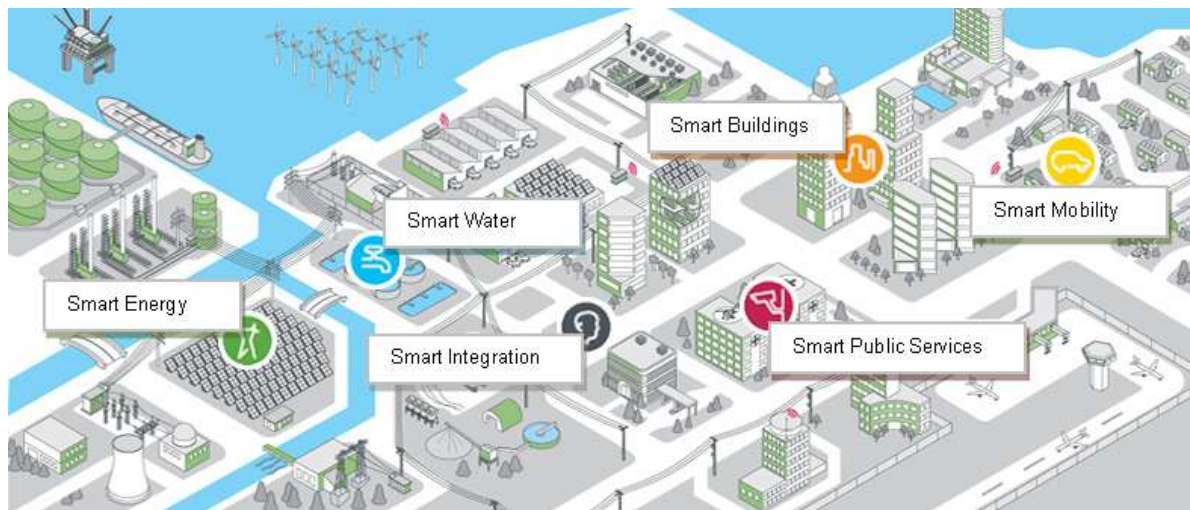 Smart Buildings
Smart Water
Smart Mobility
Smart Energy
Smart Integration
Smart Public Services